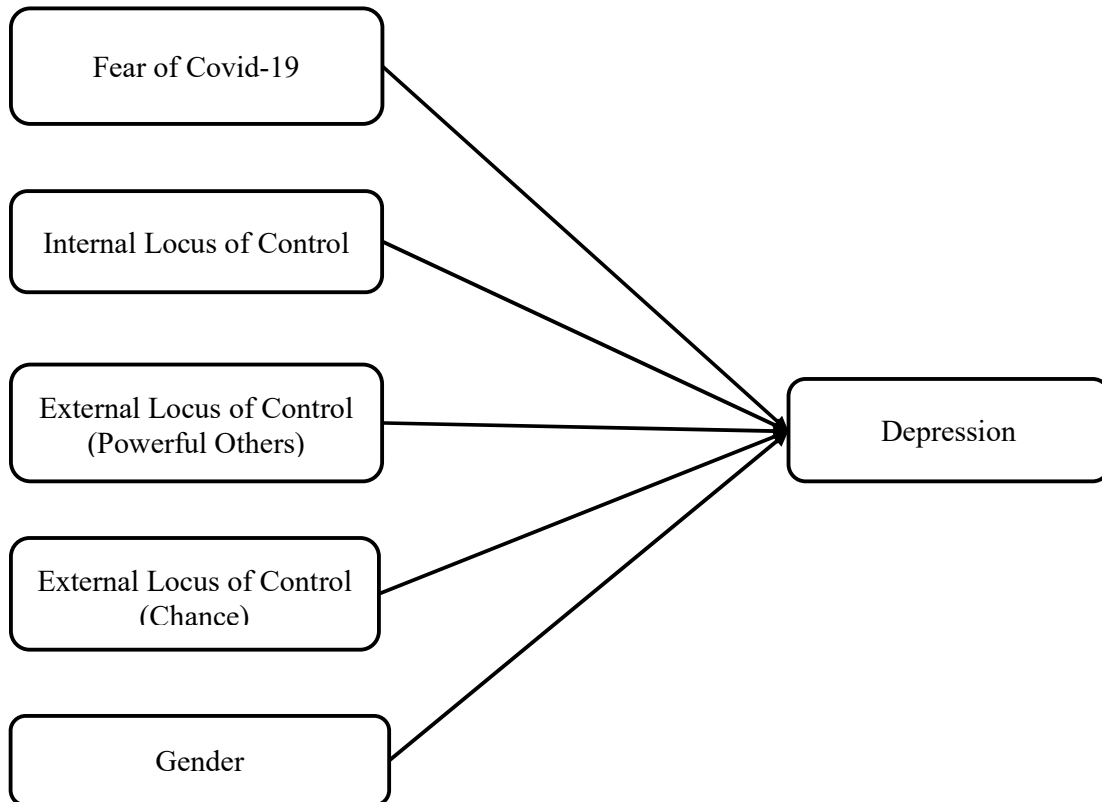 Fear of Covid-19
Internal Locus of Control
External Locus of Control
(Powerful Others)
External Locus of Control
(Chance)
Gender
Depression